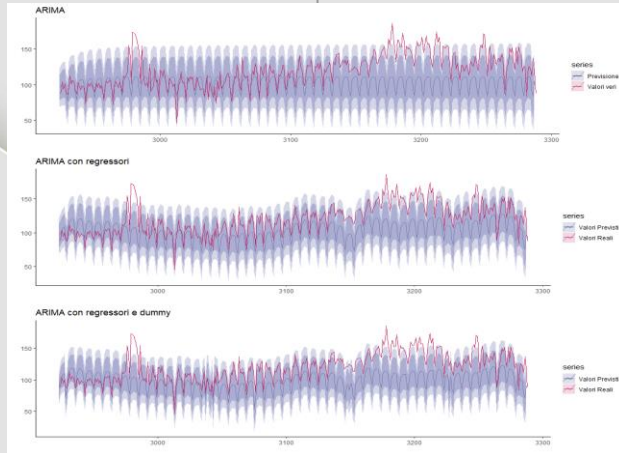 ARIMA
150
100
50
3000
3100
3200
3300
series
Previsione
Valori veri
ARIMA con regressori
150
100
50
3000
3100
3200
3300
series
Valori Previsti
Valori Reali
ARIMA con regressori e dummy
150
100
50
3000
3100
3200
3300
series
Valori Previsti
Valori Reali